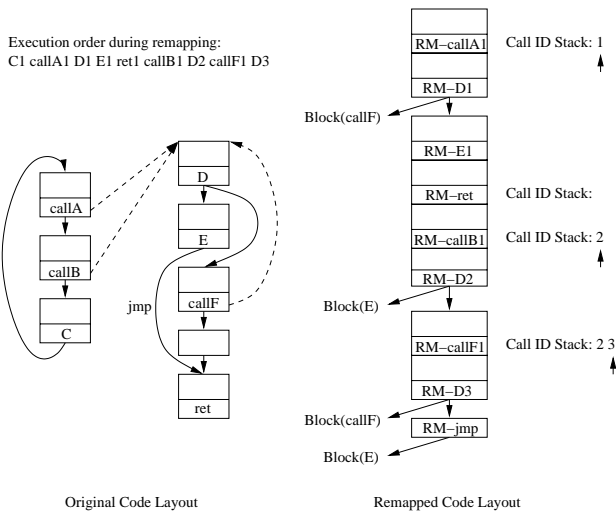 Execution order during remapping:
C1 callA1 D1 E1 ret1 callB1 D2 callF1 D3
callA
callB
C
D
E
jmp
callF
ret
Original Code Layout
RM−callA1
Call ID Stack: 1
RM−D1
Block(callF)
RM−E1
RM−ret
Call ID Stack:
RM−callB1
Call ID Stack: 2
RM−D2
Block(E)
RM−callF1
Call ID Stack: 2 3
RM−D3
Block(callF)
RM−jmp
Block(E)
Remapped Code Layout